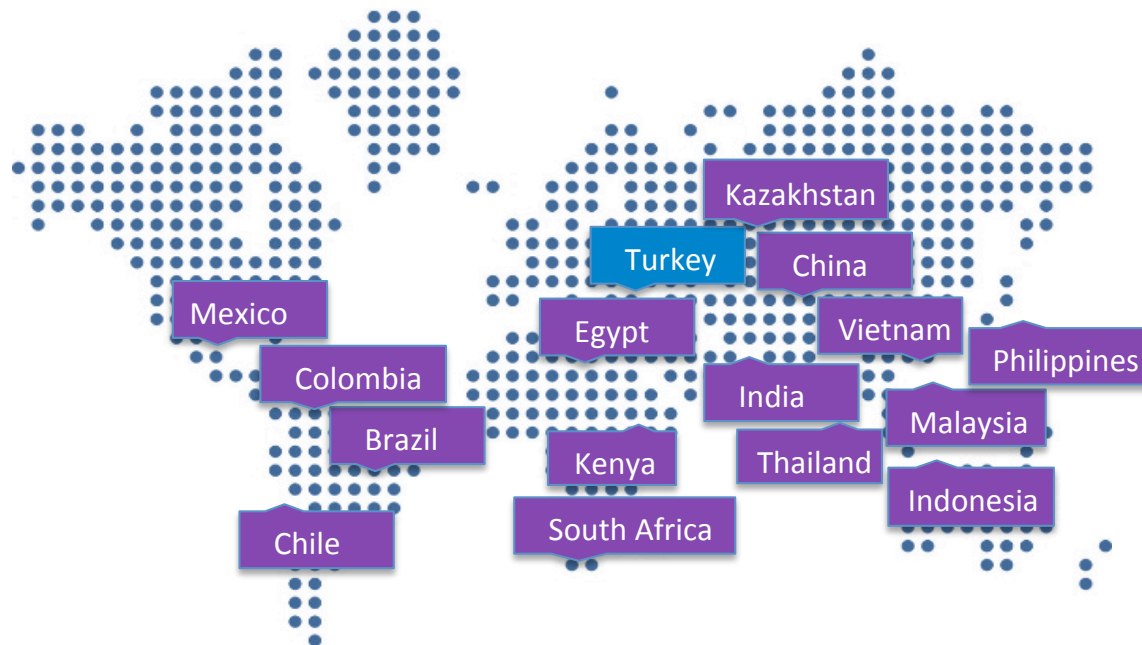 Kazakhstan
Turkey
China
Mexico
Egypt
Vietnam
Philippines
Colombia
India
Malaysia
Brazil
Kenya
Thailand
Indonesia
South Africa
Chile